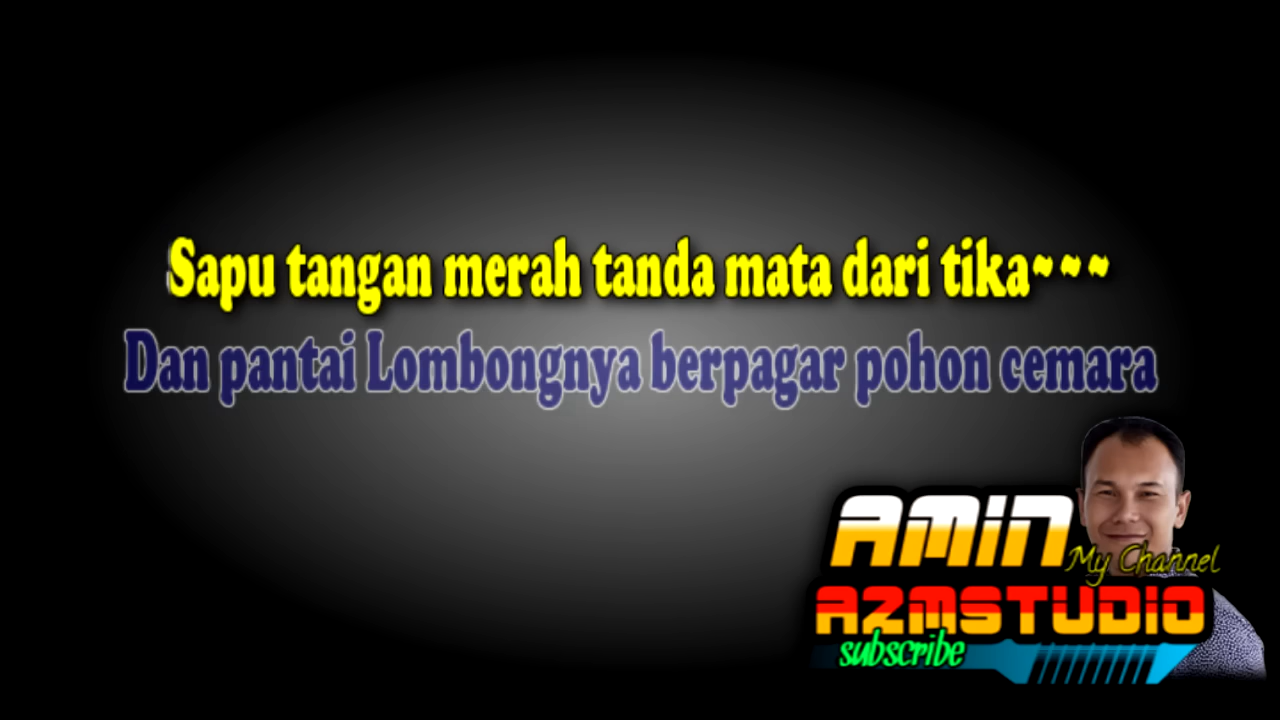 Sapu tangan merah tanda mata dari tika~~~
Dan pantai Lombongnya berpagar pohon cemara
AMIN
My Channel
AZMSTUDIO
subscribe